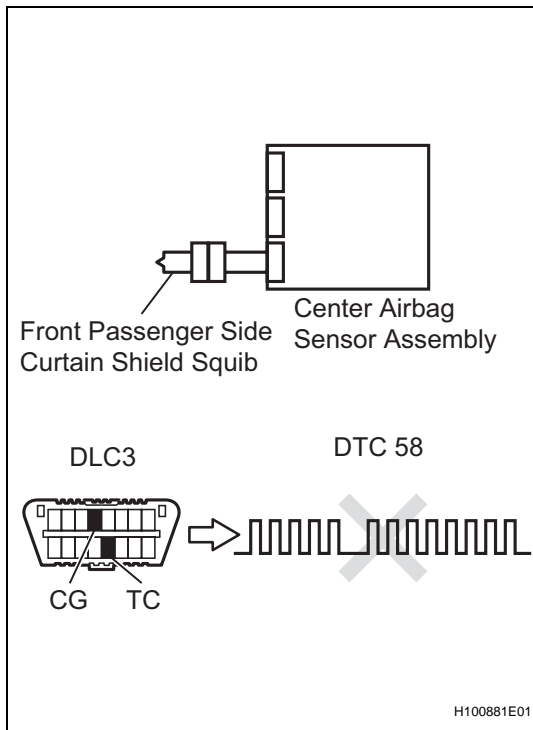 Front Passenger Side
Curtain Shield Squib
Center Airbag
Sensor Assembly
DLC3
DTC 58
CG
TC
H100881E01